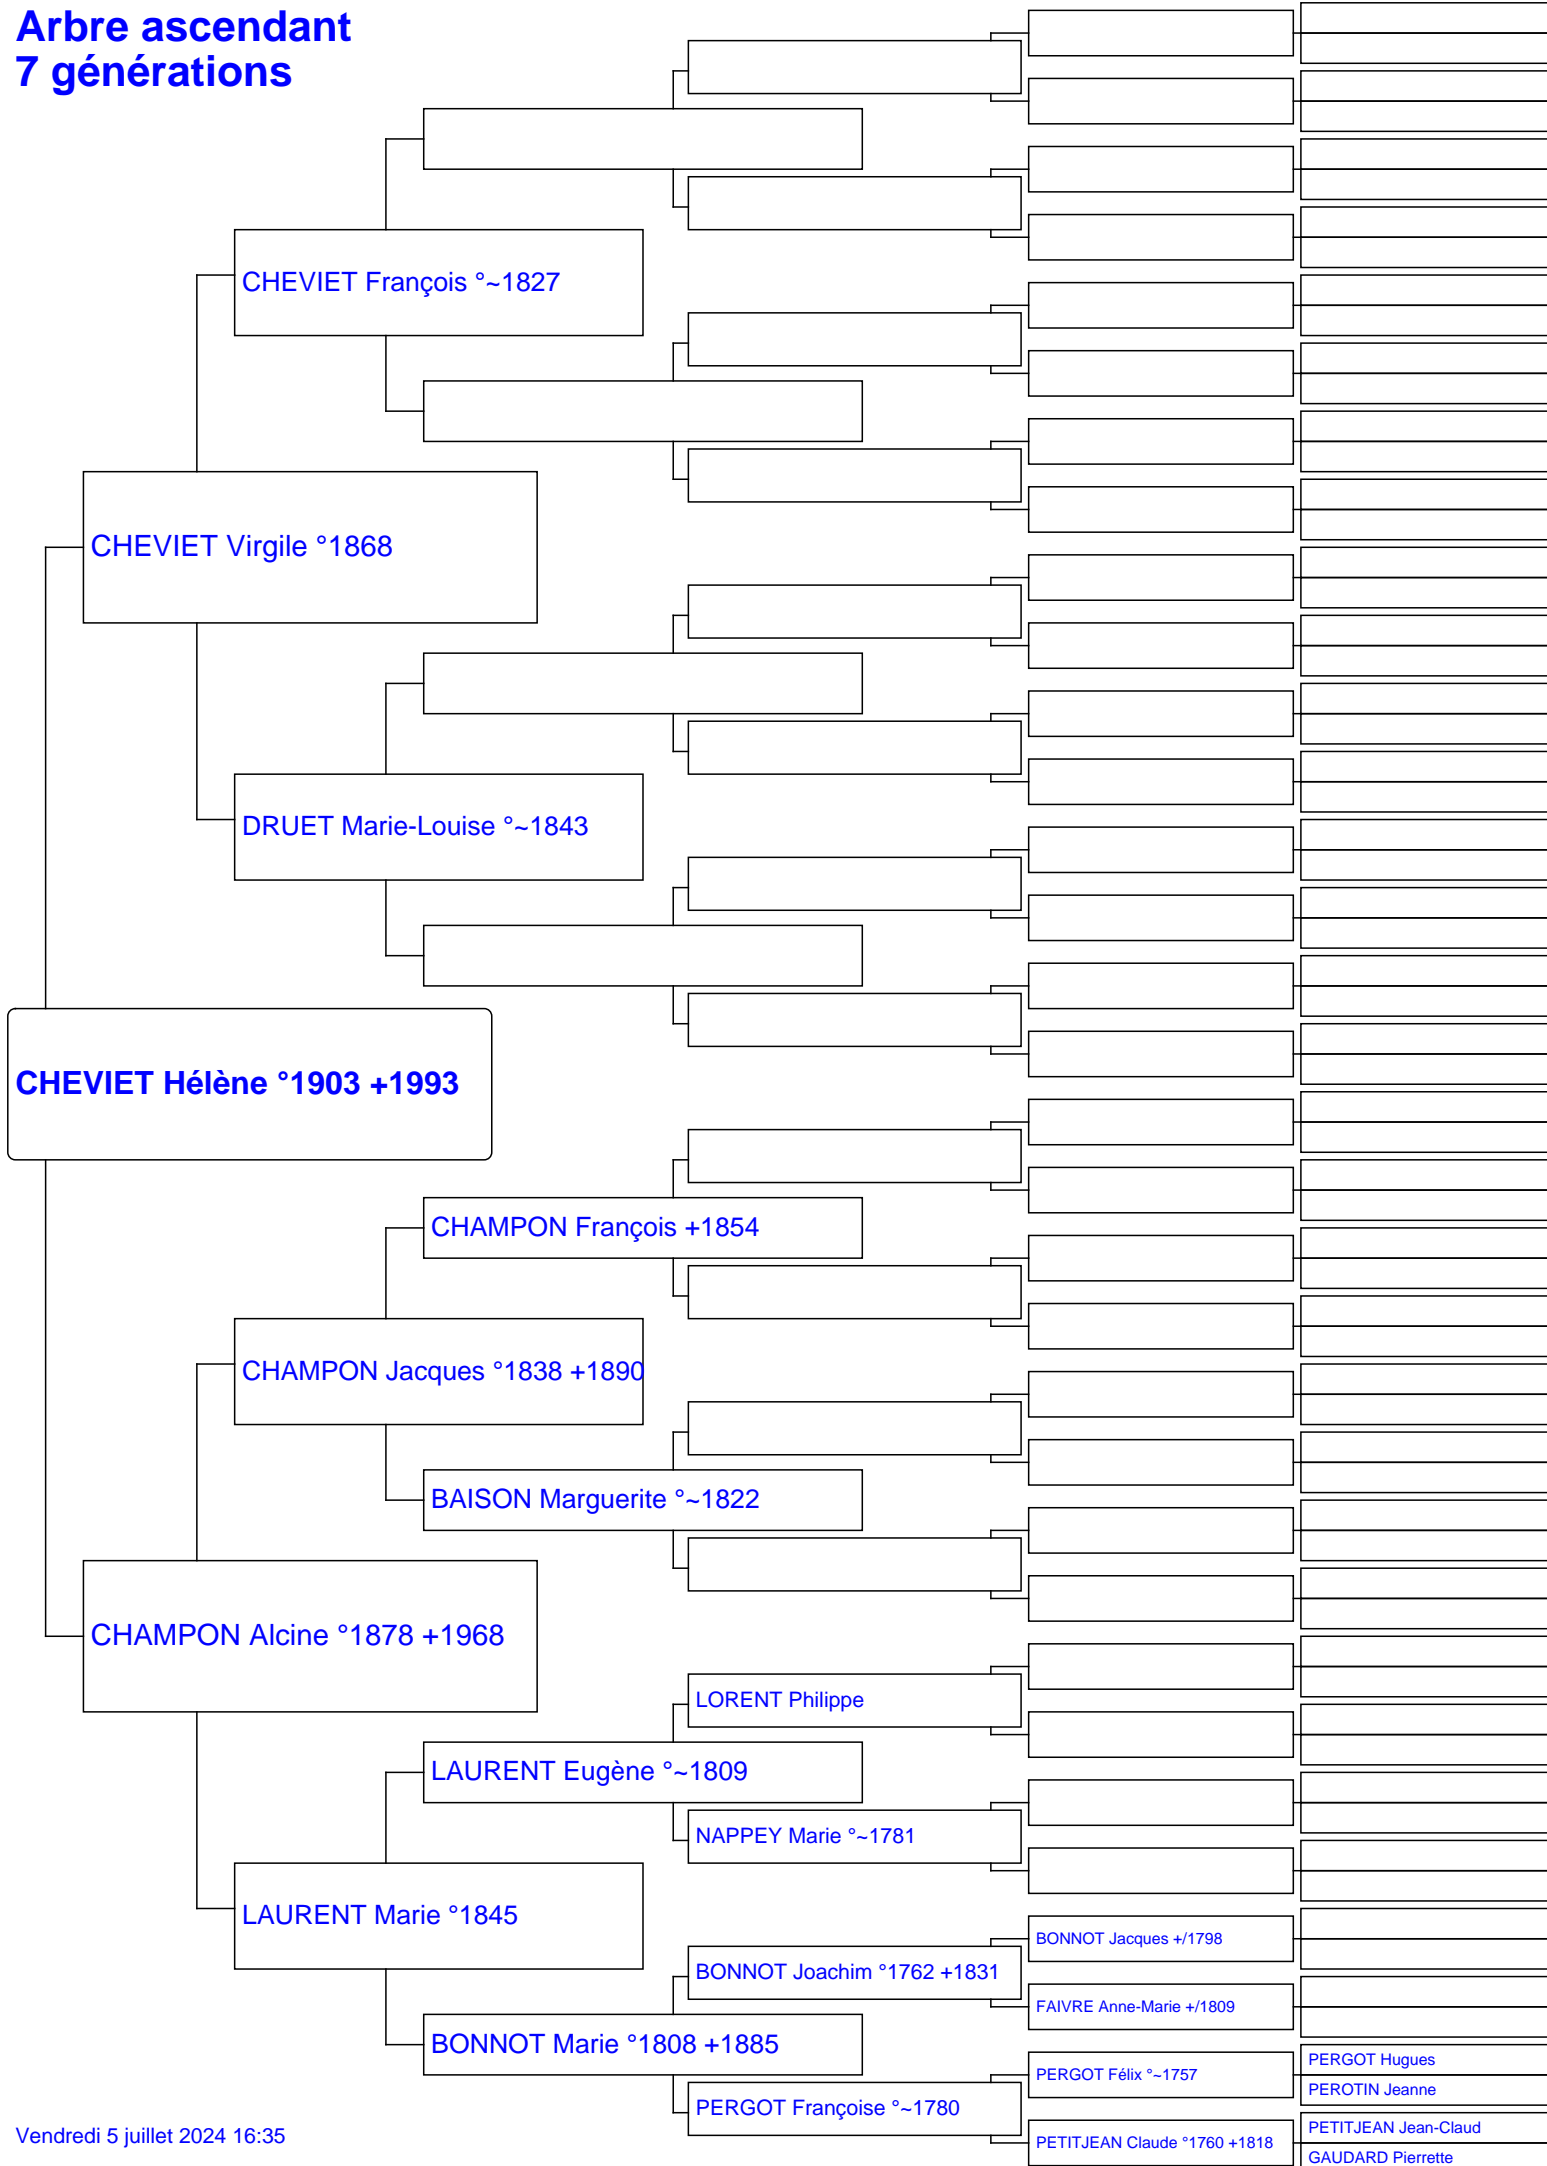 Arbre ascendant
7 générations
CHEVIET François °~1827
CHEVIET Virgile °1868
DRUET Marie-Louise °~1843
CHEVIET Hélène °1903 +1993
CHAMPON François +1854
CHAMPON Jacques °1838 +1890
BAISON Marguerite °~1822
CHAMPON Alcine °1878 +1968
LORENT Philippe
LAURENT Eugène °~1809
NAPPEY Marie °~1781
LAURENT Marie °1845
BONNOT Jacques +/1798
BONNOT Joachim °1762 +1831
FAIVRE Anne-Marie +/1809
BONNOT Marie °1808 +1885
PERGOT Hugues
PERGOT Félix °~1757
PEROTIN Jeanne
PERGOT Françoise °~1780
PETITJEAN Jean-Claud
PETITJEAN Claude °1760 +1818
GAUDARD Pierrette
Vendredi 5 juillet 2024 16:35